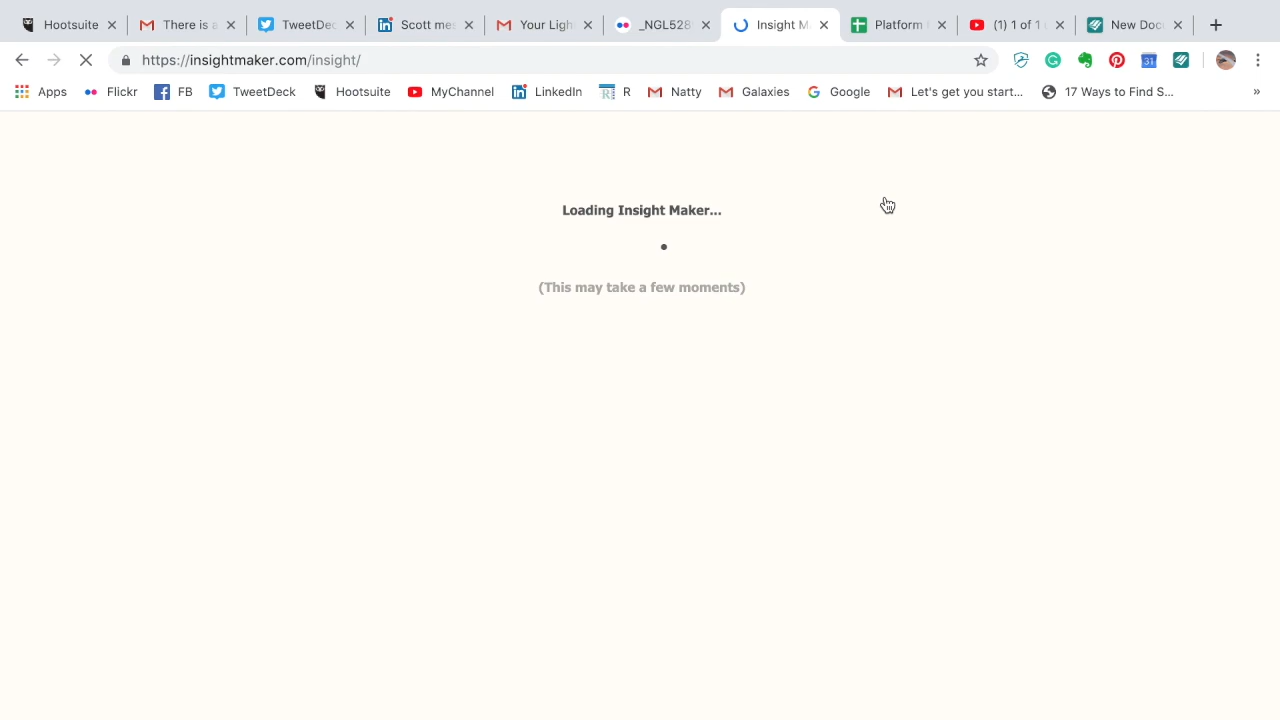 Hootsuite
There is a
TweetDec
Scott mes
Your Ligh
_NGL528
Insight M
Platform
(1) 1 of 1
New Doc
https://insightmaker.com/insight/
31
Apps
Flickr
FB
TweetDeck
Hootsuite
MyChannel
LinkedIn
R
Natty
Galaxies
Google
Let's get you start...
17 Ways to Find S...
»
Loading Insight Maker...
(This may take a few moments)